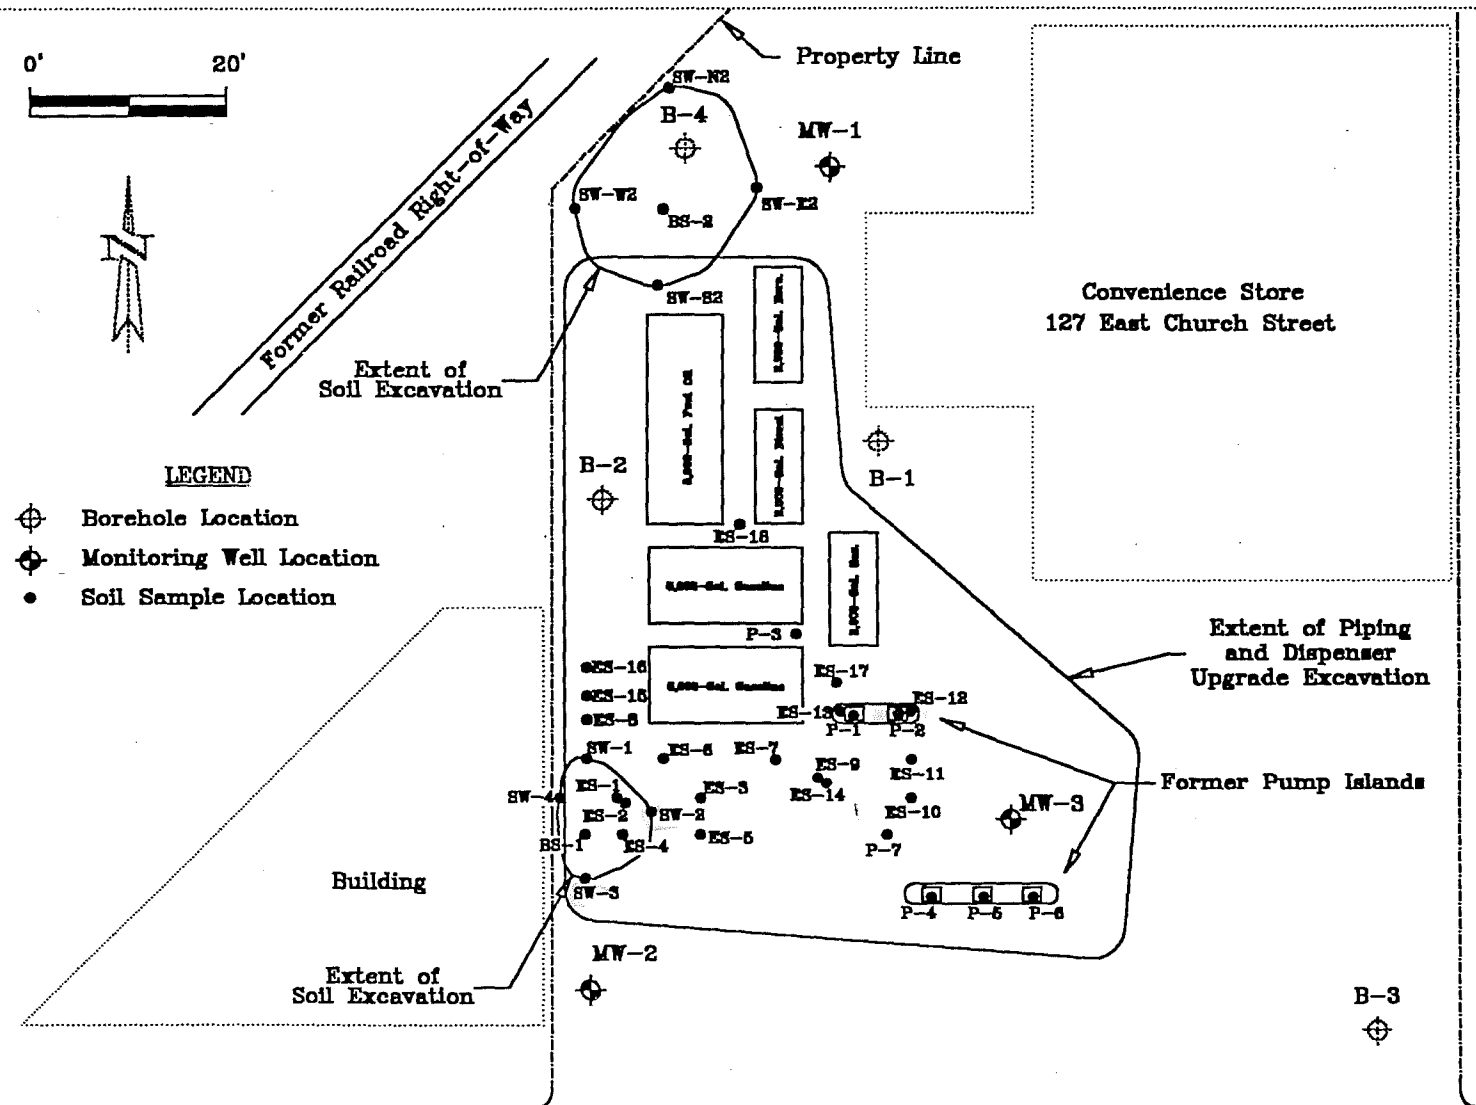 0' 20'
Property Line
SW-N2
B-4
MW-1
Former Railroad Right-of-Way
SW-W2
SW-E2
BS-2
SW-S2
Convenience Store
127 East Church Street
Extent of
Soil Excavation
LEGEND
Borehole Location
Monitoring Well Location
Soil Sample Location
B-2
B-1
ES-18
P-3
Extent of Piping
and Dispenser
Upgrade Excavation
ES-16
ES-15
ES-17
ES-13
ES-12
P-1
P-2
SW-1
ES-6
ES-7
ES-9
ES-14
ES-11
Former Pump Islands
SW-4
ES-1
ES-2
SW-2
ES-3
ES-10
MW-3
BS-1
ES-4
ES-5
P-7
Building
SW-3
P-4
P-5
P-6
MW-2
Extent of
Soil Excavation
B-3